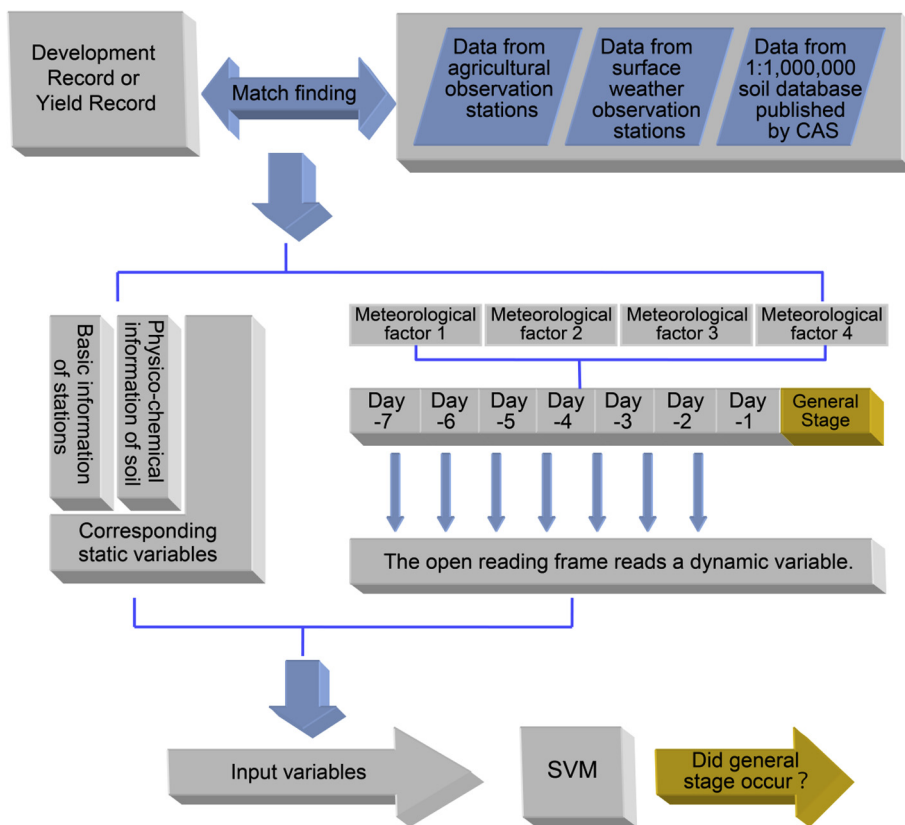 Development
Record or
Yield Record
Match finding
Data from
agricultural
observation
stations
Data from
surface
weather
observation
stations
Data from
1:1,000,000
soil database
published
by CAS
Basic information
of stations
Physico-chemical
information of soil
Corresponding
static variables
Meteorological
factor 1
Meteorological
factor 2
Meteorological
factor 3
Meteorological
factor 4
Day
-7
Day
-6
Day
-5
Day
-4
Day
-3
Day
-2
Day
-1
General
Stage
The open reading frame reads a dynamic variable.
Input variables
SVM
Did general
stage occur ?